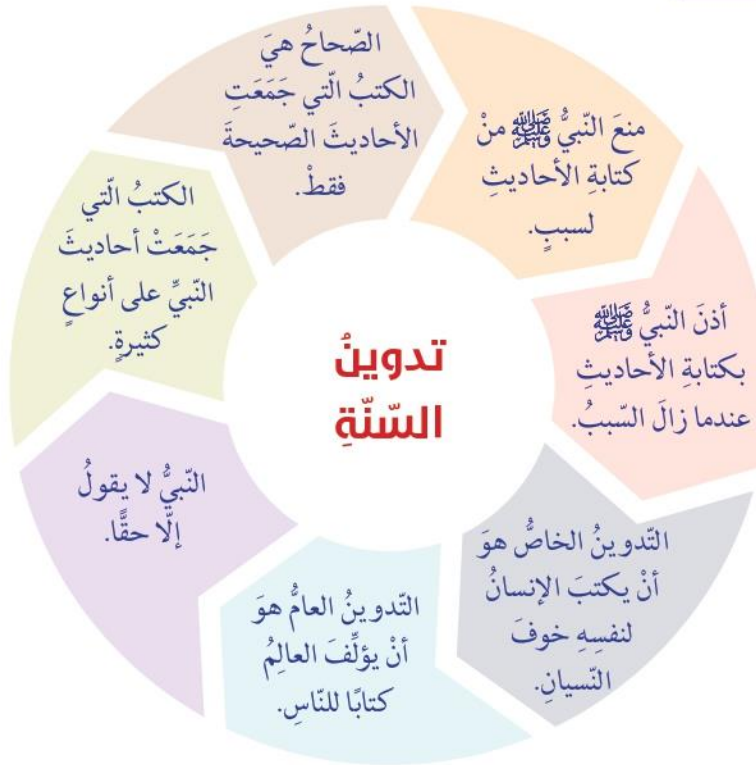 تدوينُ
السّنّةِ
منعَ النّبيُّ ﷺ منْ
كتابةِ الأحاديثِ
لسببٍ.
أذنَ النّبيُّ ﷺ
بكتابةِ الأحاديثِ
عندما زالَ السّببُ.
التّدوينُ الخاصُّ هوَ
أنْ يكتبَ الإنسانُ
لنفسِهِ خوفَ
النّسيانِ.
التّدوينُ العامُّ هوَ
أنْ يؤلِّفَ العالِمُ
كتابًا للنّاسِ.
النّبيُّ لا يقولُ
إلّا حقًّا.
الكتبُ الّتي
جَمَعَتْ أحاديثَ
النّبيِّ على أنواعٍ
كثيرةٍ.
الصّحاحُ هيَ
الكتبُ الّتي جَمَعَتِ
الأحاديثَ الصّحيحةَ
فقطْ.